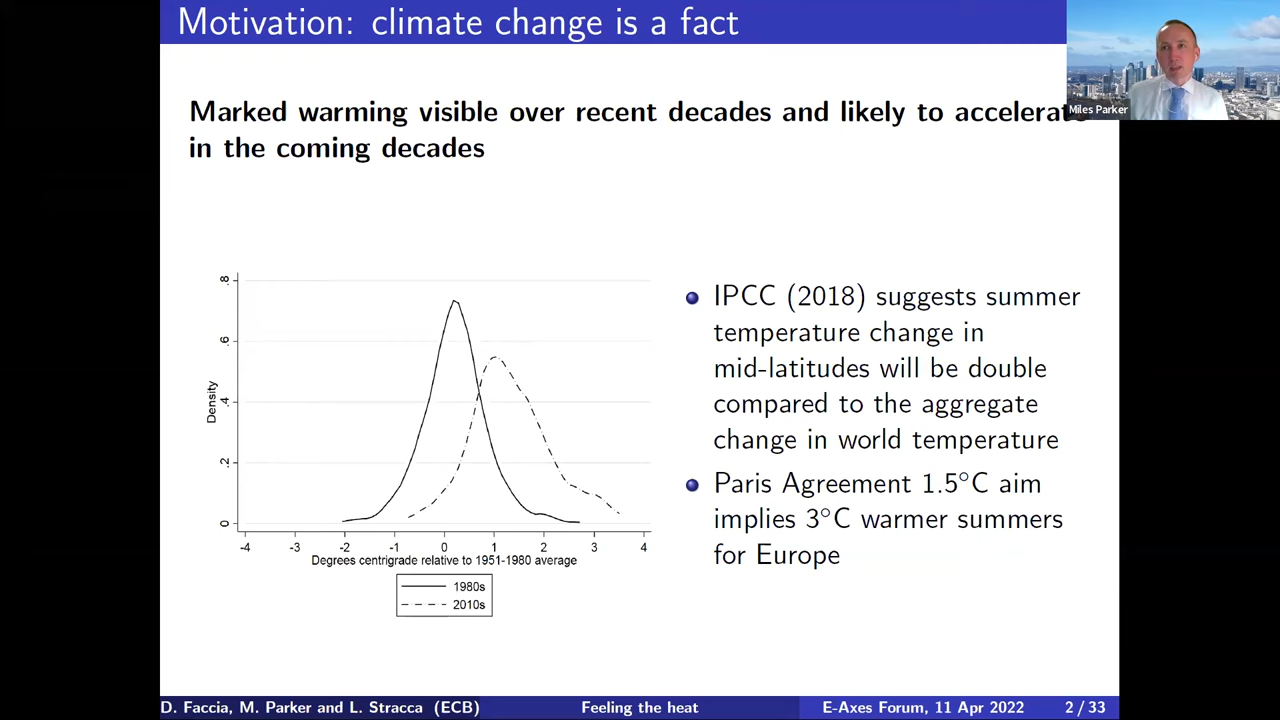 Motivation: climate change is a fact
Miles Parker
Marked warming visible over recent decades and likely to accelerate
in the coming decades
.8
.6
.4
.2
0
Density
-4 -3 -2 -1 0 1 2 3 4
Degrees centrigrade relative to 1951-1980 average
1980s
2010s
IPCC (2018) suggests summer
temperature change in
mid-latitudes will be double
compared to the aggregate
change in world temperature
Paris Agreement 1.5°C aim
implies 3°C warmer summers
for Europe
D. Faccia, M. Parker and L. Stracca (ECB) Feeling the heat E-Axes Forum, 11 Apr 2022 2 / 33